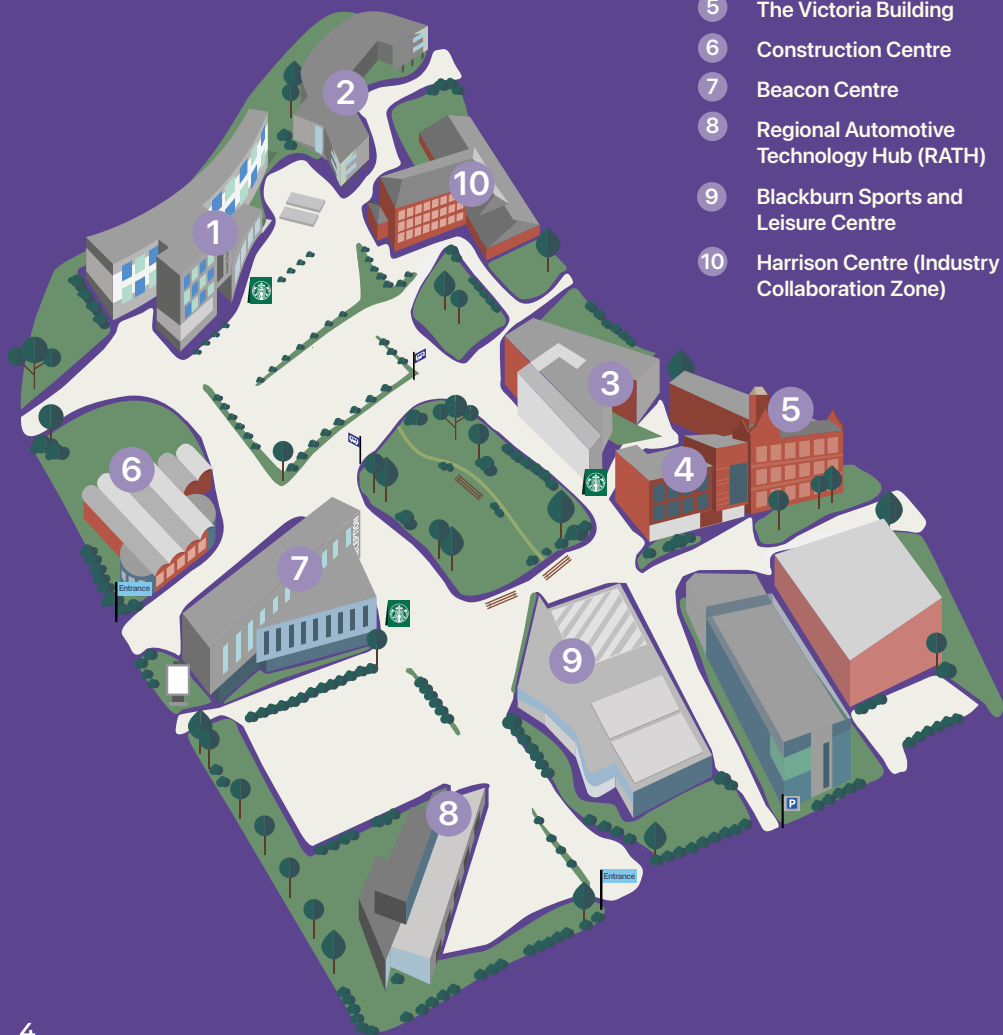 5 The Victoria Building
6 Construction Centre
7 Beacon Centre
8 Regional Automotive
Technology Hub (RATH)
9 Blackburn Sports and
Leisure Centre
10 Harrison Centre (Industry
Collaboration Zone)
2
10
1
3
5
4
6
RECEPTION
7
Entrance
9
P
8
Entrance
4